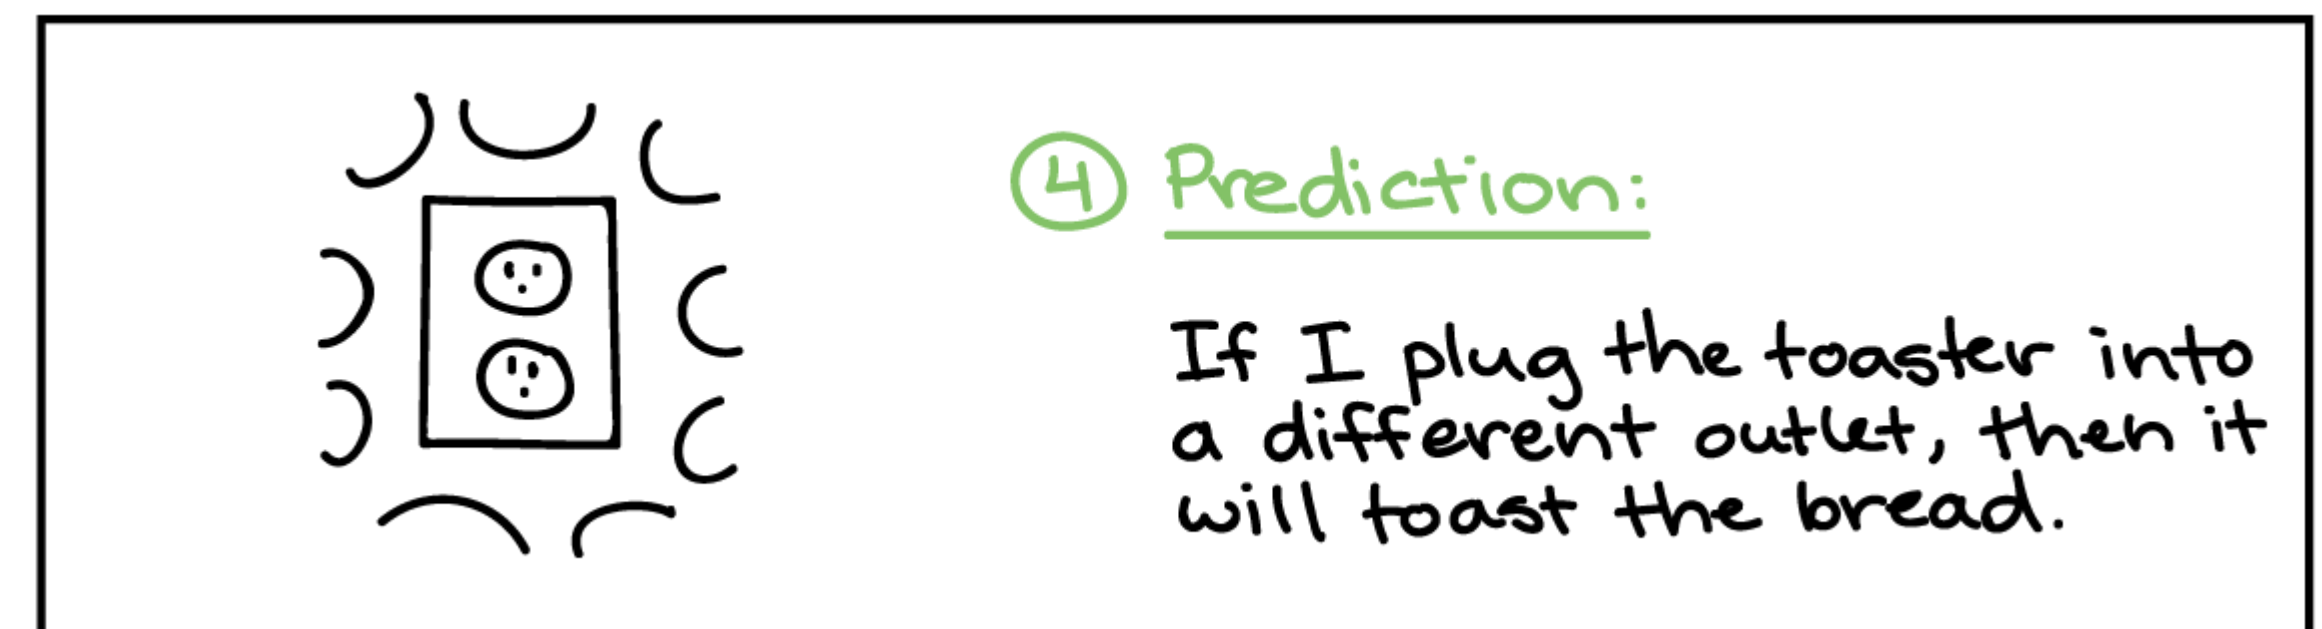 ④ Prediction:
If I plug the toaster into
a different outlet, then it
will toast the bread.